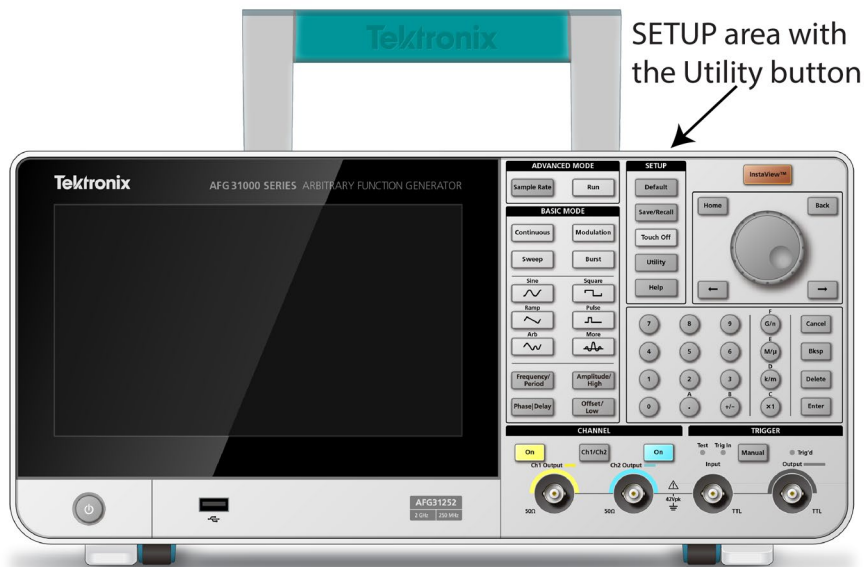 Tektronix
SETUP area with
the Utility button
Tektronix
AFG 31000 SERIES ARBITRARY FUNCTION GENERATOR
ADVANCED MODE
Sample Rate
Run
BASIC MODE
Continuous
Modulation
Sweep
Burst
Sine
Square
Ramp
Pulse
Arb
More
Frequency/
Period
Amplitude/
High
Phase|Delay
Offset/
Low
SETUP
Default
Save/Recall
Touch Off
Utility
Help
InstaView™
Home
Back
←
→
F
7
8
9
G/n
Cancel
E
4
5
6
M/µ
Bksp
D
1
2
3
k/m
Delete
A
B
C
0
.
+/−
×1
Enter
CHANNEL
On
Ch1/Ch2
On
Ch1 Output
Ch2 Output
50Ω
50Ω
42Vpk
TRIGGER
Test
Trig In
Manual
Trig'd
Input
Output
TTL
TTL
AFG31252
2 GS/s
250 MHz